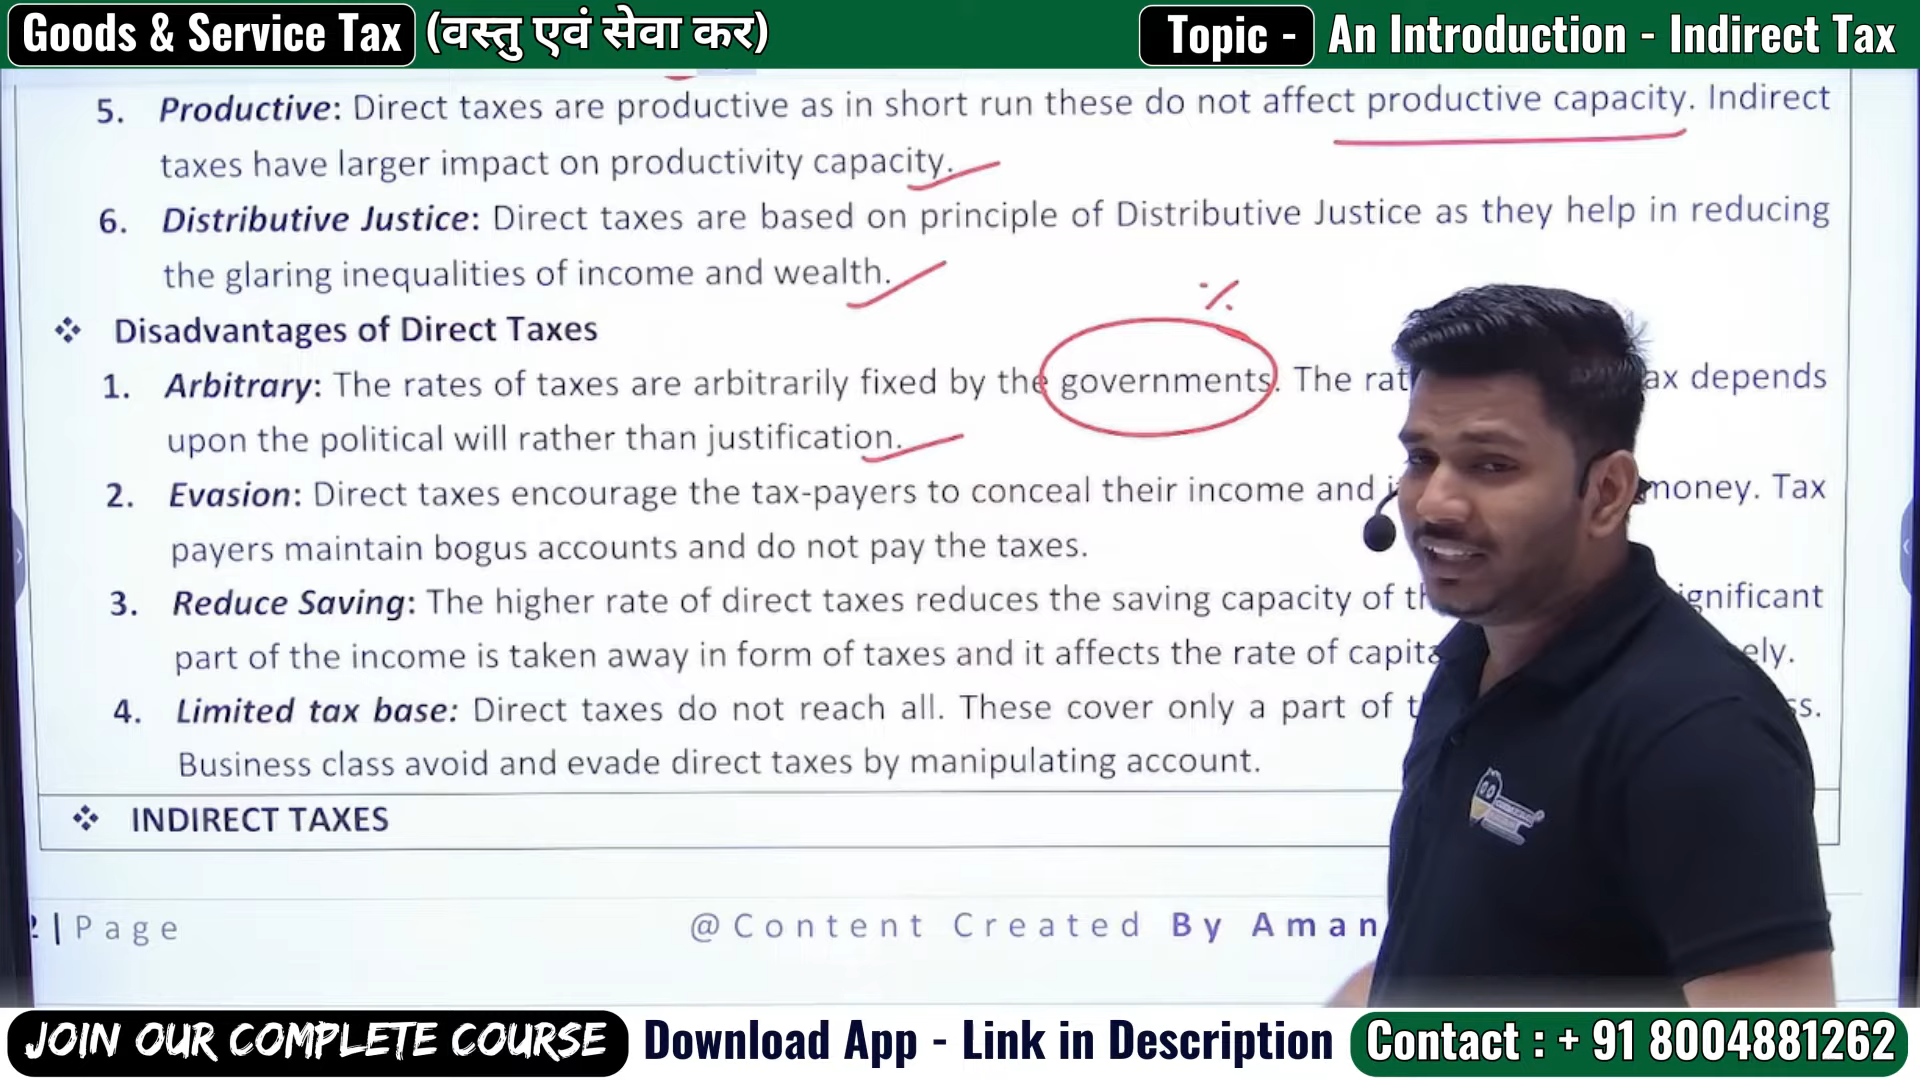 Goods & Service Tax (वस्तु एवं सेवा कर) Topic - An Introduction - Indirect Tax
5. Productive: Direct taxes are productive as in short run these do not affect productive capacity. Indirect
taxes have larger impact on productivity capacity.
6. Distributive Justice: Direct taxes are based on principle of Distributive Justice as they help in reducing
the glaring inequalities of income and wealth.
%
❖ Disadvantages of Direct Taxes
1. Arbitrary: The rates of taxes are arbitrarily fixed by the governments. The depends
upon the political will rather than justification.
2. Evasion: Direct taxes encourage the tax-payers to conceal their income and money. Tax
payers maintain bogus accounts and do not pay the taxes.
3. Reduce Saving: The higher rate of direct taxes reduces the saving capacity of
part of the income is taken away in form of taxes and it affects the rate of
4. Limited tax base: Direct taxes do not reach all. These cover only a part of
Business class avoid and evade direct taxes by manipulating account.
❖ INDIRECT TAXES
| Page @Content Created By Aman
JOIN OUR COMPLETE COURSE Download App - Link in Description Contact : + 91 8004881262